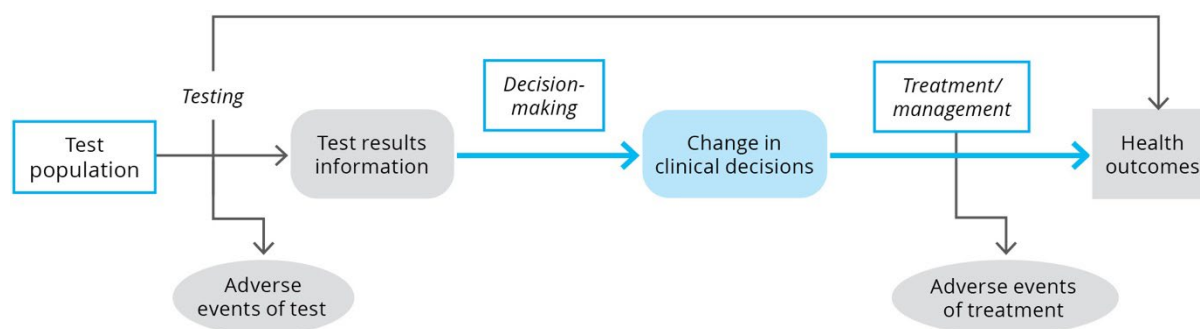 Testing
Test
population
Test results
information
Decision-
making
Change in
clinical decisions
Treatment/
management
Health
outcomes
Adverse
events of test
Adverse events
of treatment